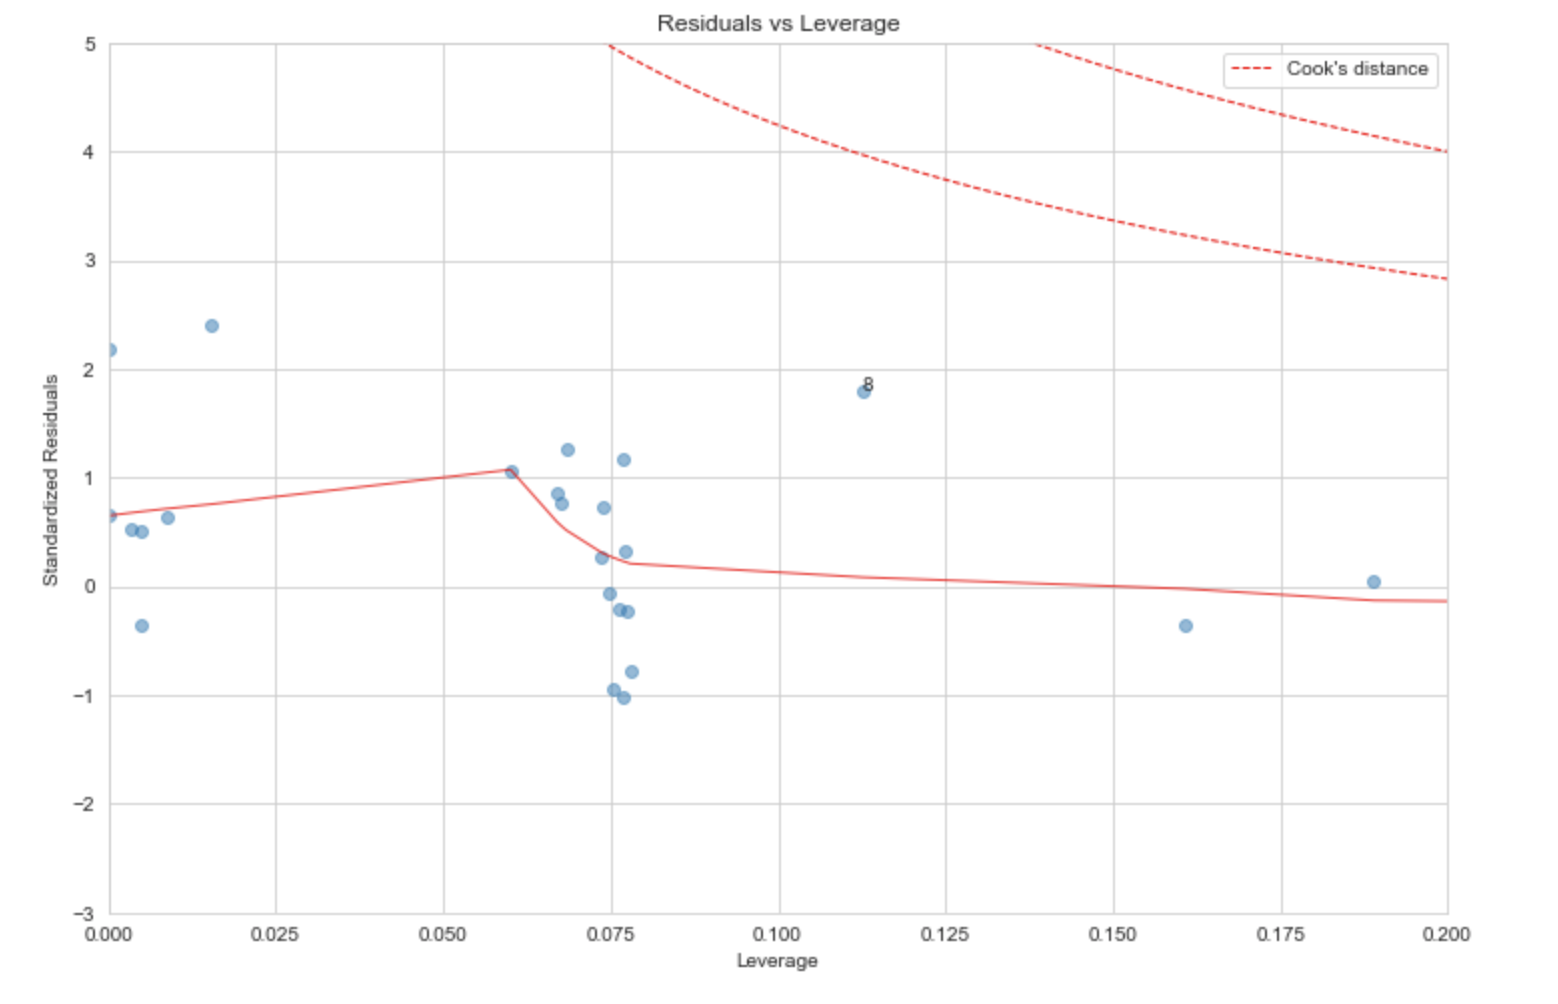 Residuals vs Leverage
Cook's distance
5
4
3
2
1
0
−1
−2
−3
Standardized Residuals
8
0.000 0.025 0.050 0.075 0.100 0.125 0.150 0.175 0.200
Leverage